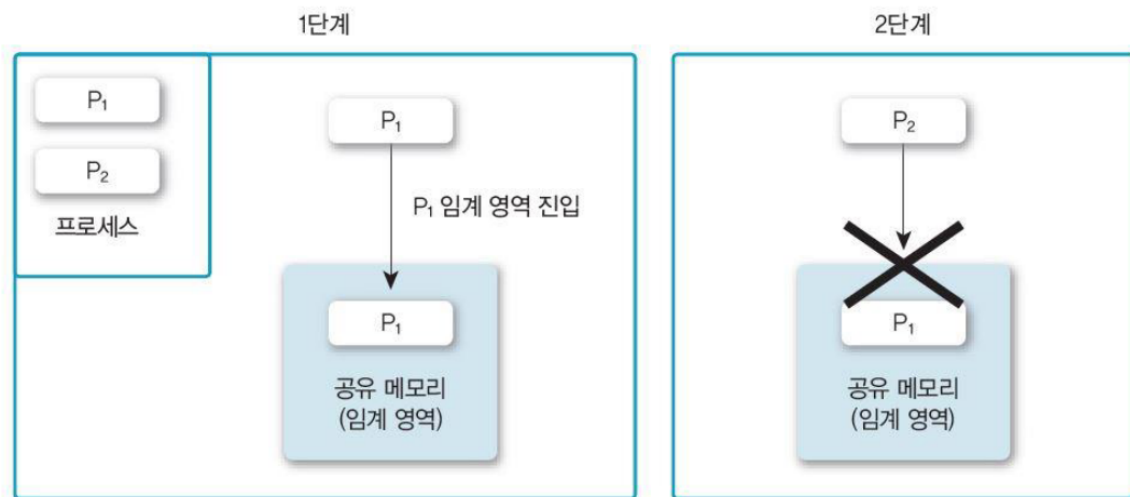 1단계
P₁
P₂
프로세스
P₁
P₁ 임계 영역 진입
P₁
공유 메모리
(임계 영역)
2단계
P₂
P₁
공유 메모리
(임계 영역)